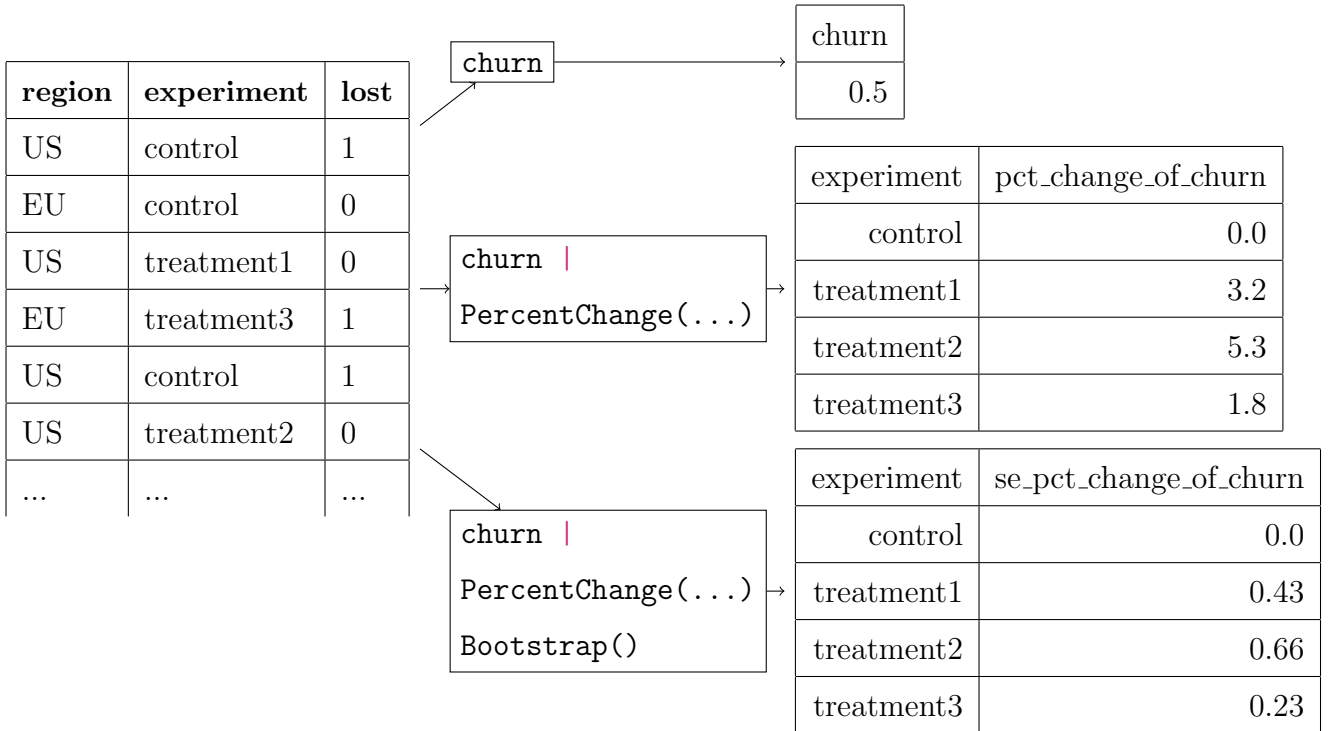 region experiment lost
US control 1
EU control 0
US treatment1 0
EU treatment3 1
US control 1
US treatment2 0
... ... ...
churn
churn
0.5
churn |
PercentChange(...)
experiment pct_change_of_churn
control 0.0
treatment1 3.2
treatment2 5.3
treatment3 1.8
churn |
PercentChange(...)
Bootstrap()
experiment se_pct_change_of_churn
control 0.0
treatment1 0.43
treatment2 0.66
treatment3 0.23